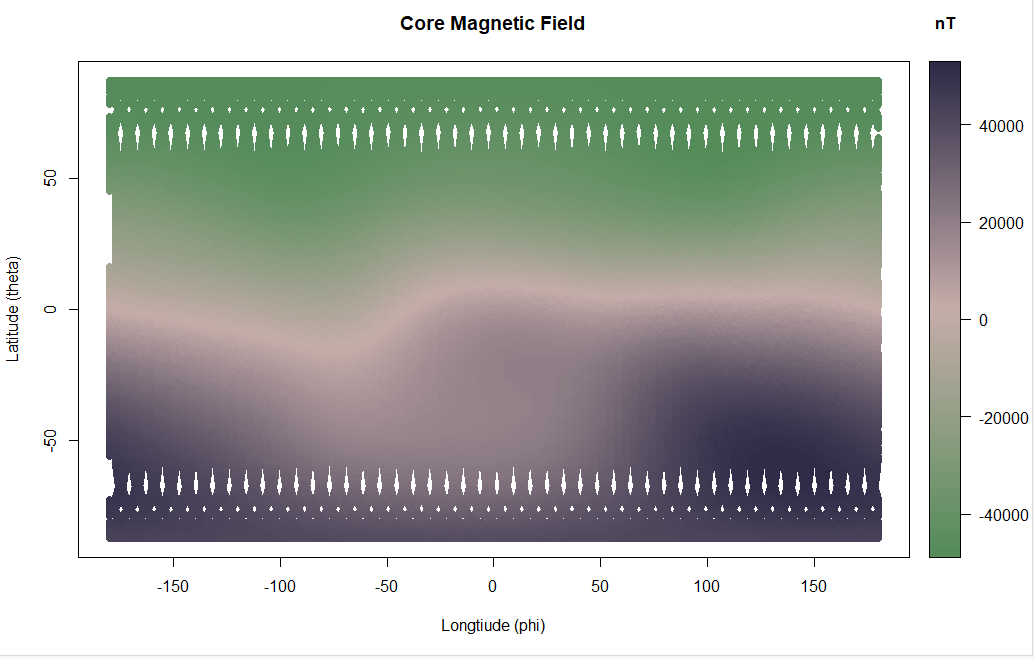 Core Magnetic Field
nT
50
0
-50
Latitude (theta)
40000
20000
0
-20000
-40000
-150 -100 -50 0 50 100 150
Longtiude (phi)